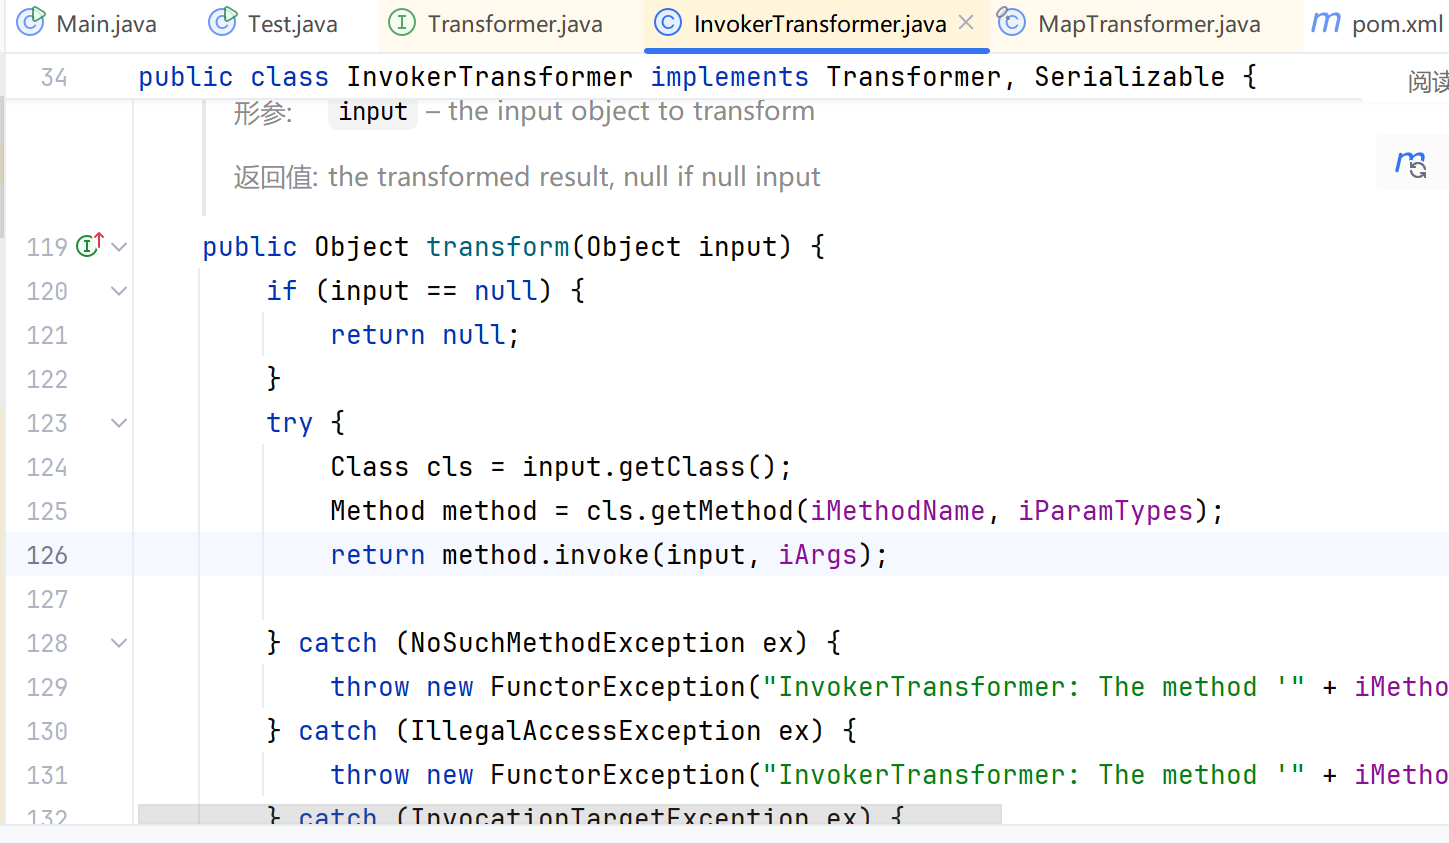 Main.java Test.java Transformer.java InvokerTransformer.java MapTransformer.java pom.xml
34 public class InvokerTransformer implements Transformer, Serializable { 阅读
形参: input – the input object to transform
返回值: the transformed result, null if null input
119 public Object transform(Object input) {
120 if (input == null) {
121 return null;
122 }
123 try {
124 Class cls = input.getClass();
125 Method method = cls.getMethod(iMethodName, iParamTypes);
126 return method.invoke(input, iArgs);
127
128 } catch (NoSuchMethodException ex) {
129 throw new FunctorException("InvokerTransformer: The method '" + iMetho
130 } catch (IllegalAccessException ex) {
131 throw new FunctorException("InvokerTransformer: The method '" + iMetho
132 } catch (InvocationTargetException ex) {